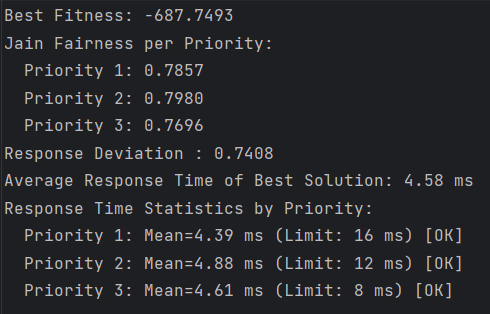 Best Fitness: -687.7493
Jain Fairness per Priority:
  Priority 1: 0.7857
  Priority 2: 0.7980
  Priority 3: 0.7696
Response Deviation : 0.7408
Average Response Time of Best Solution: 4.58 ms
Response Time Statistics by Priority:
  Priority 1: Mean=4.39 ms (Limit: 16 ms) [OK]
  Priority 2: Mean=4.88 ms (Limit: 12 ms) [OK]
  Priority 3: Mean=4.61 ms (Limit: 8 ms) [OK]